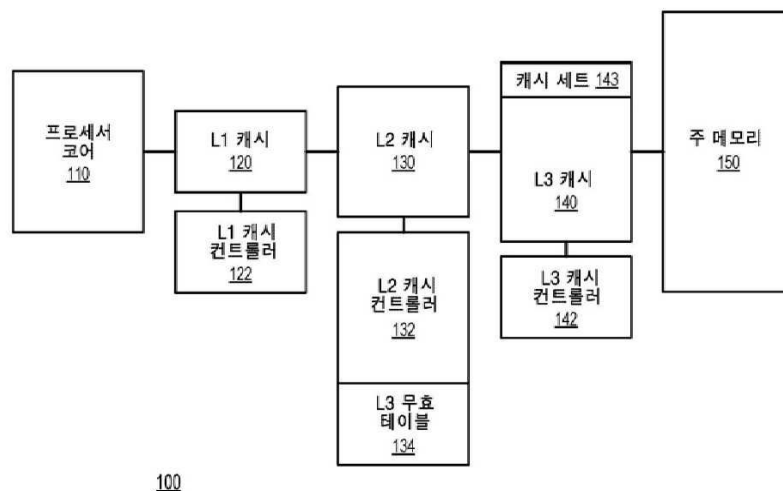 프로세서
코어
110
L1 캐시
120
L1 캐시
컨트롤러
122
L2 캐시
130
L2 캐시
컨트롤러
132
L3 무효
테이블
134
캐시 세트 143
L3 캐시
140
L3 캐시
컨트롤러
142
주 메모리
150
100